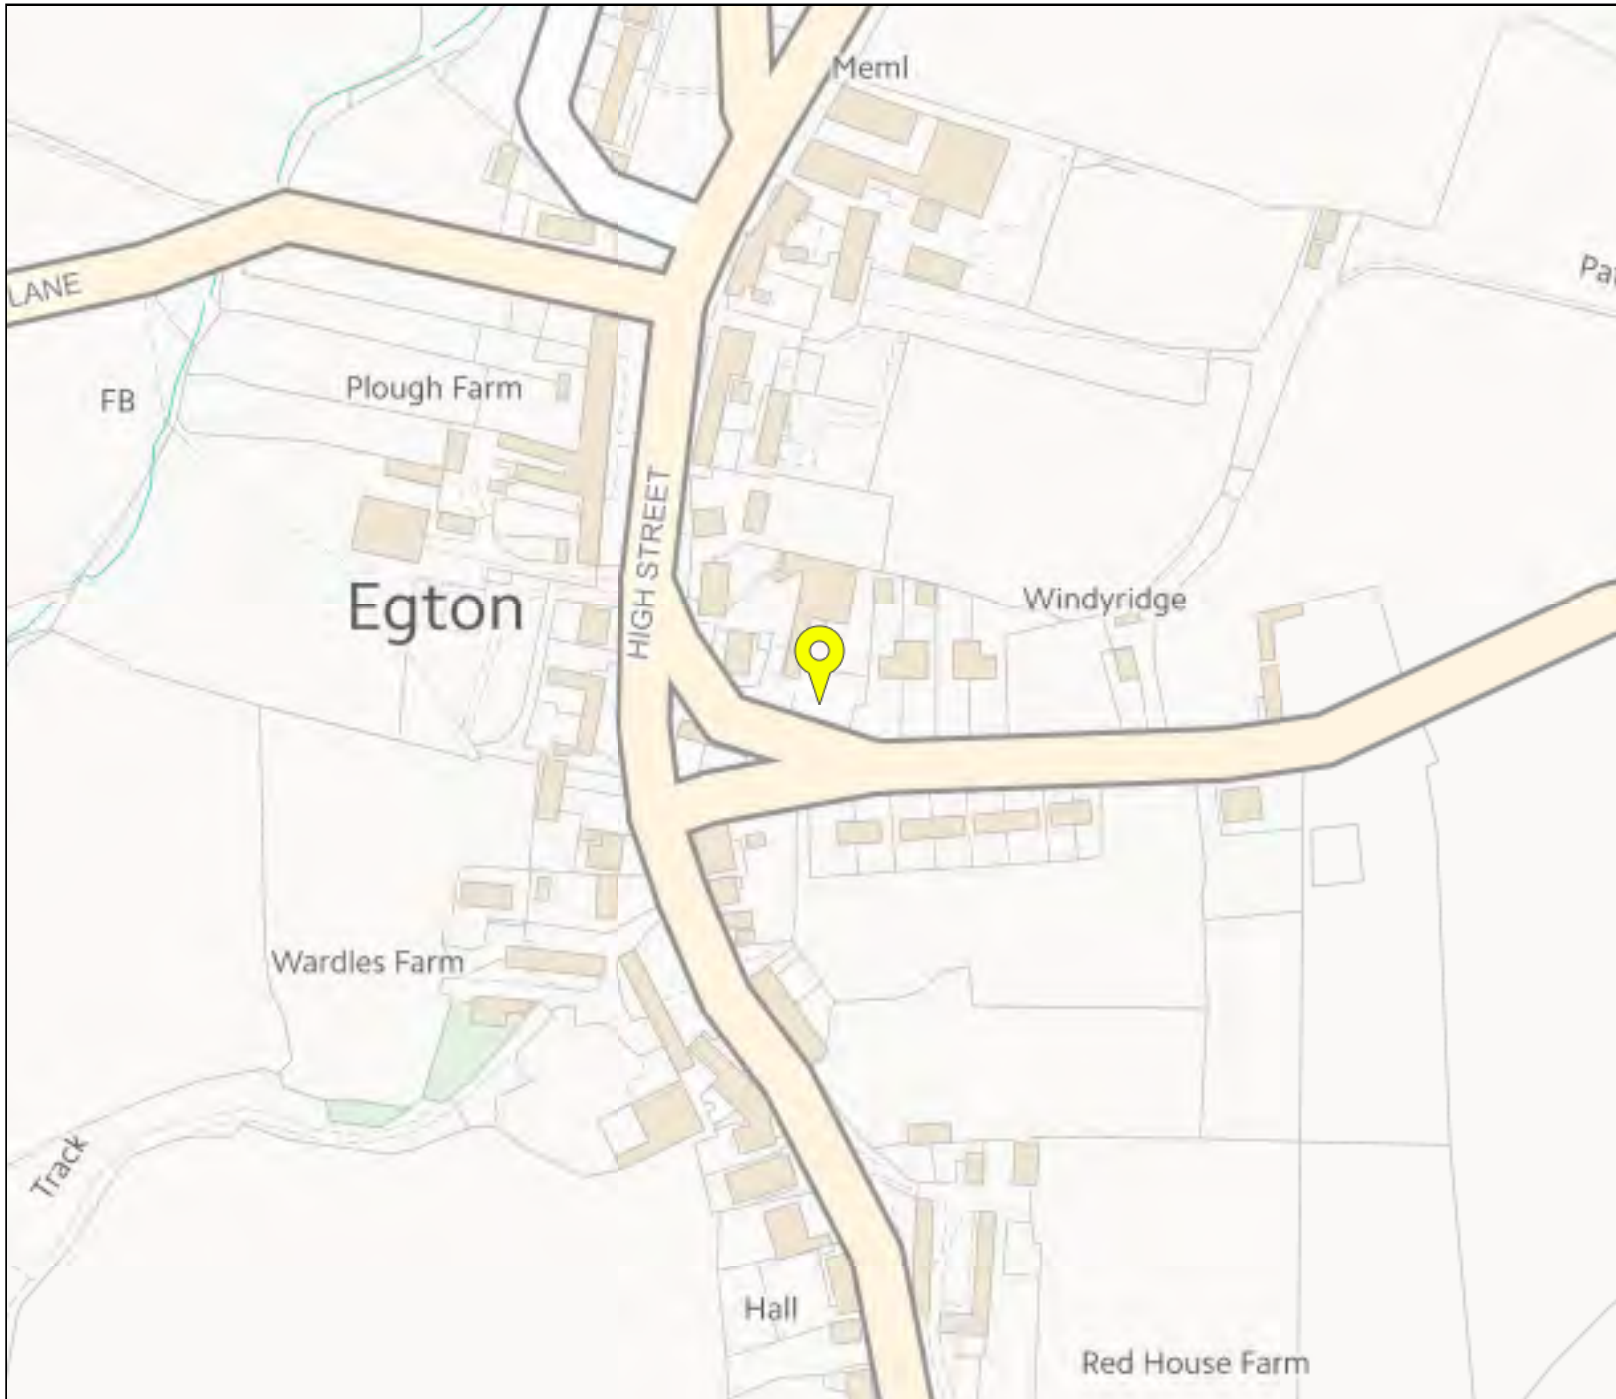 Meml
LANE
Pa
FB
Plough Farm
HIGH STREET
Egton
Windyridge
Wardles Farm
Track
Hall
Red House Farm